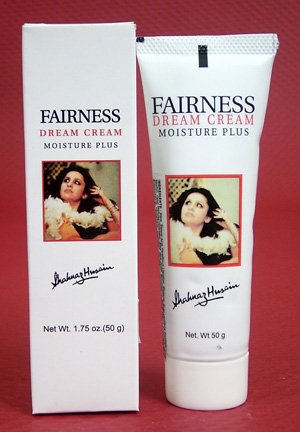 FAIRNESS
DREAM CREAM
MOISTURE PLUS
Shahnaz Husain
Net Wt. 1.75 oz.(50 g)
FAIRNESS
DREAM CREAM
MOISTURE PLUS
Shahnaz Husain
Net. Wt 50 g